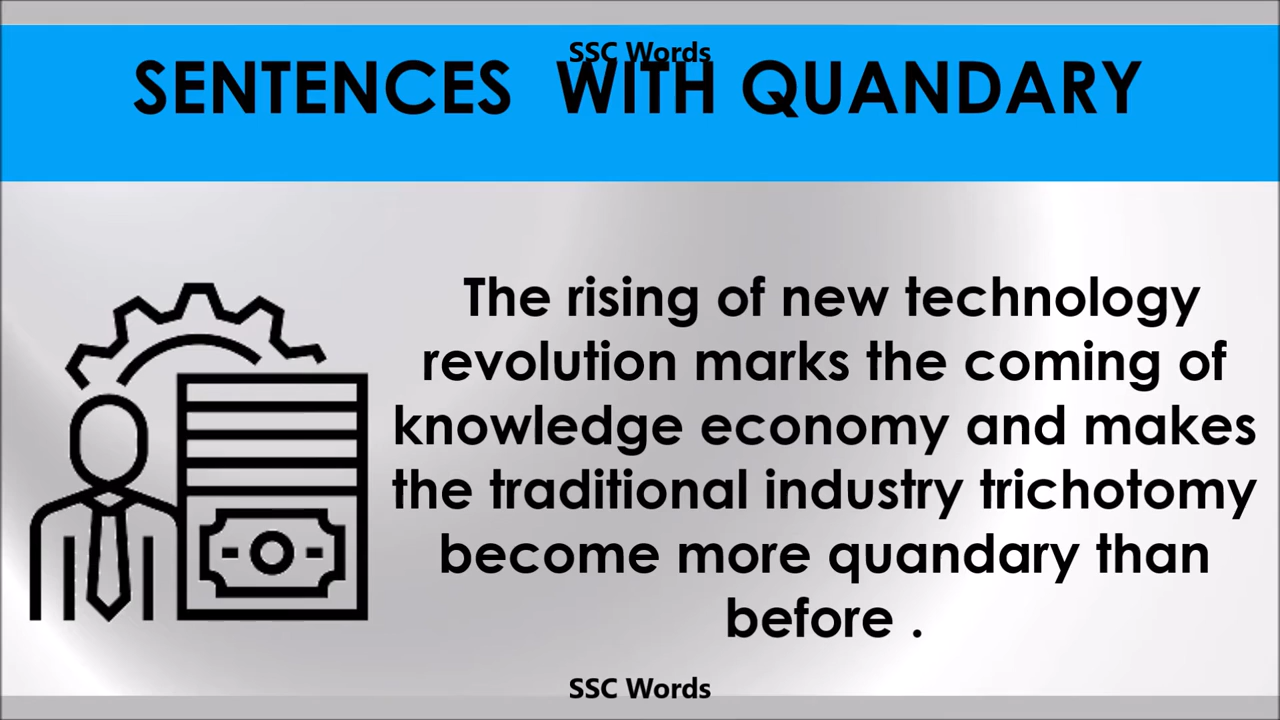 SSC Words
SENTENCES WITH QUANDARY
The rising of new technology
revolution marks the coming of
knowledge economy and makes
the traditional industry trichotomy
become more quandary than
before .
SSC Words